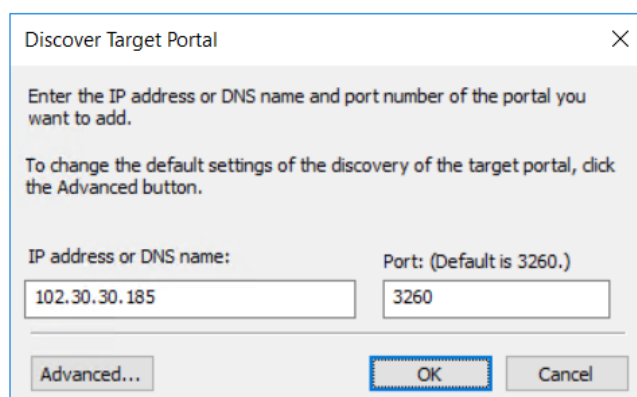 Discover Target Portal
Enter the IP address or DNS name and port number of the portal you
want to add.
To change the default settings of the discovery of the target portal, click
the Advanced button.
IP address or DNS name:
Port: (Default is 3260.)
102.30.30.185
3260
Advanced...
OK
Cancel